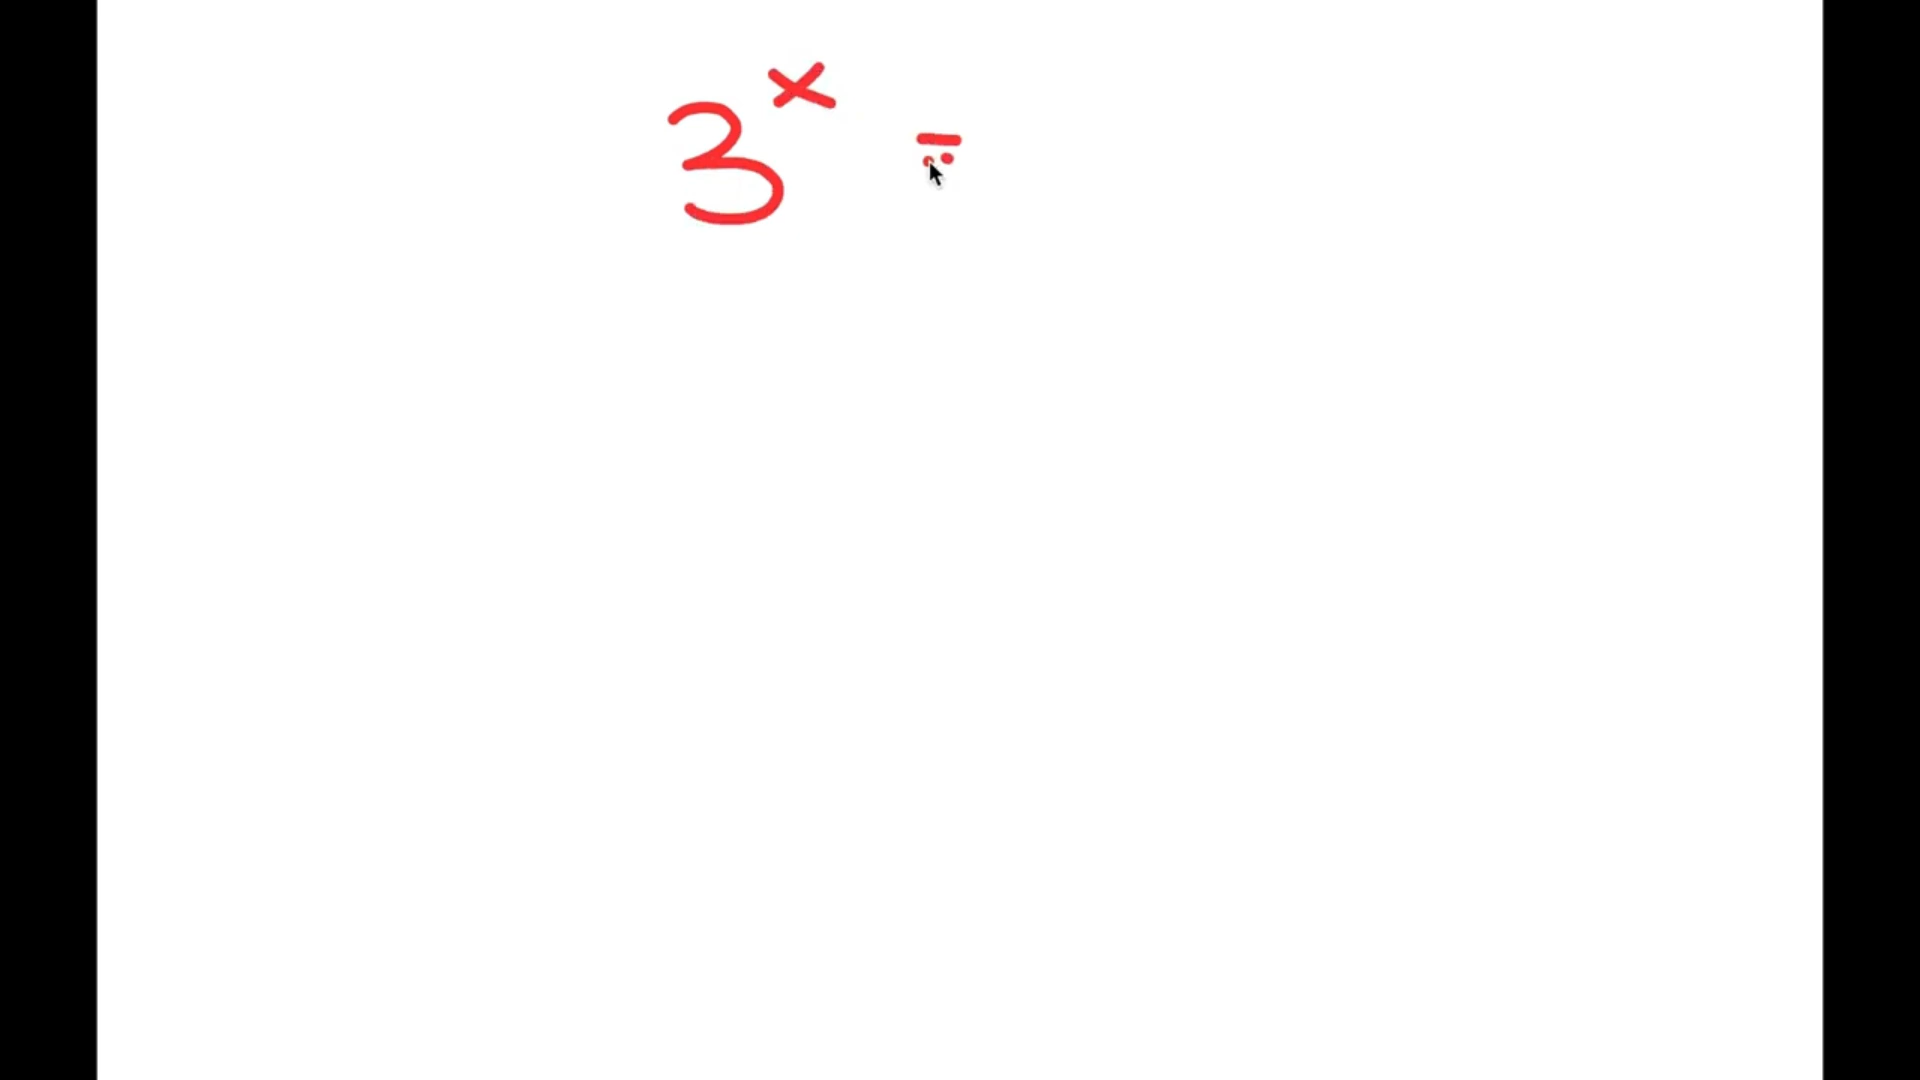 3^x =